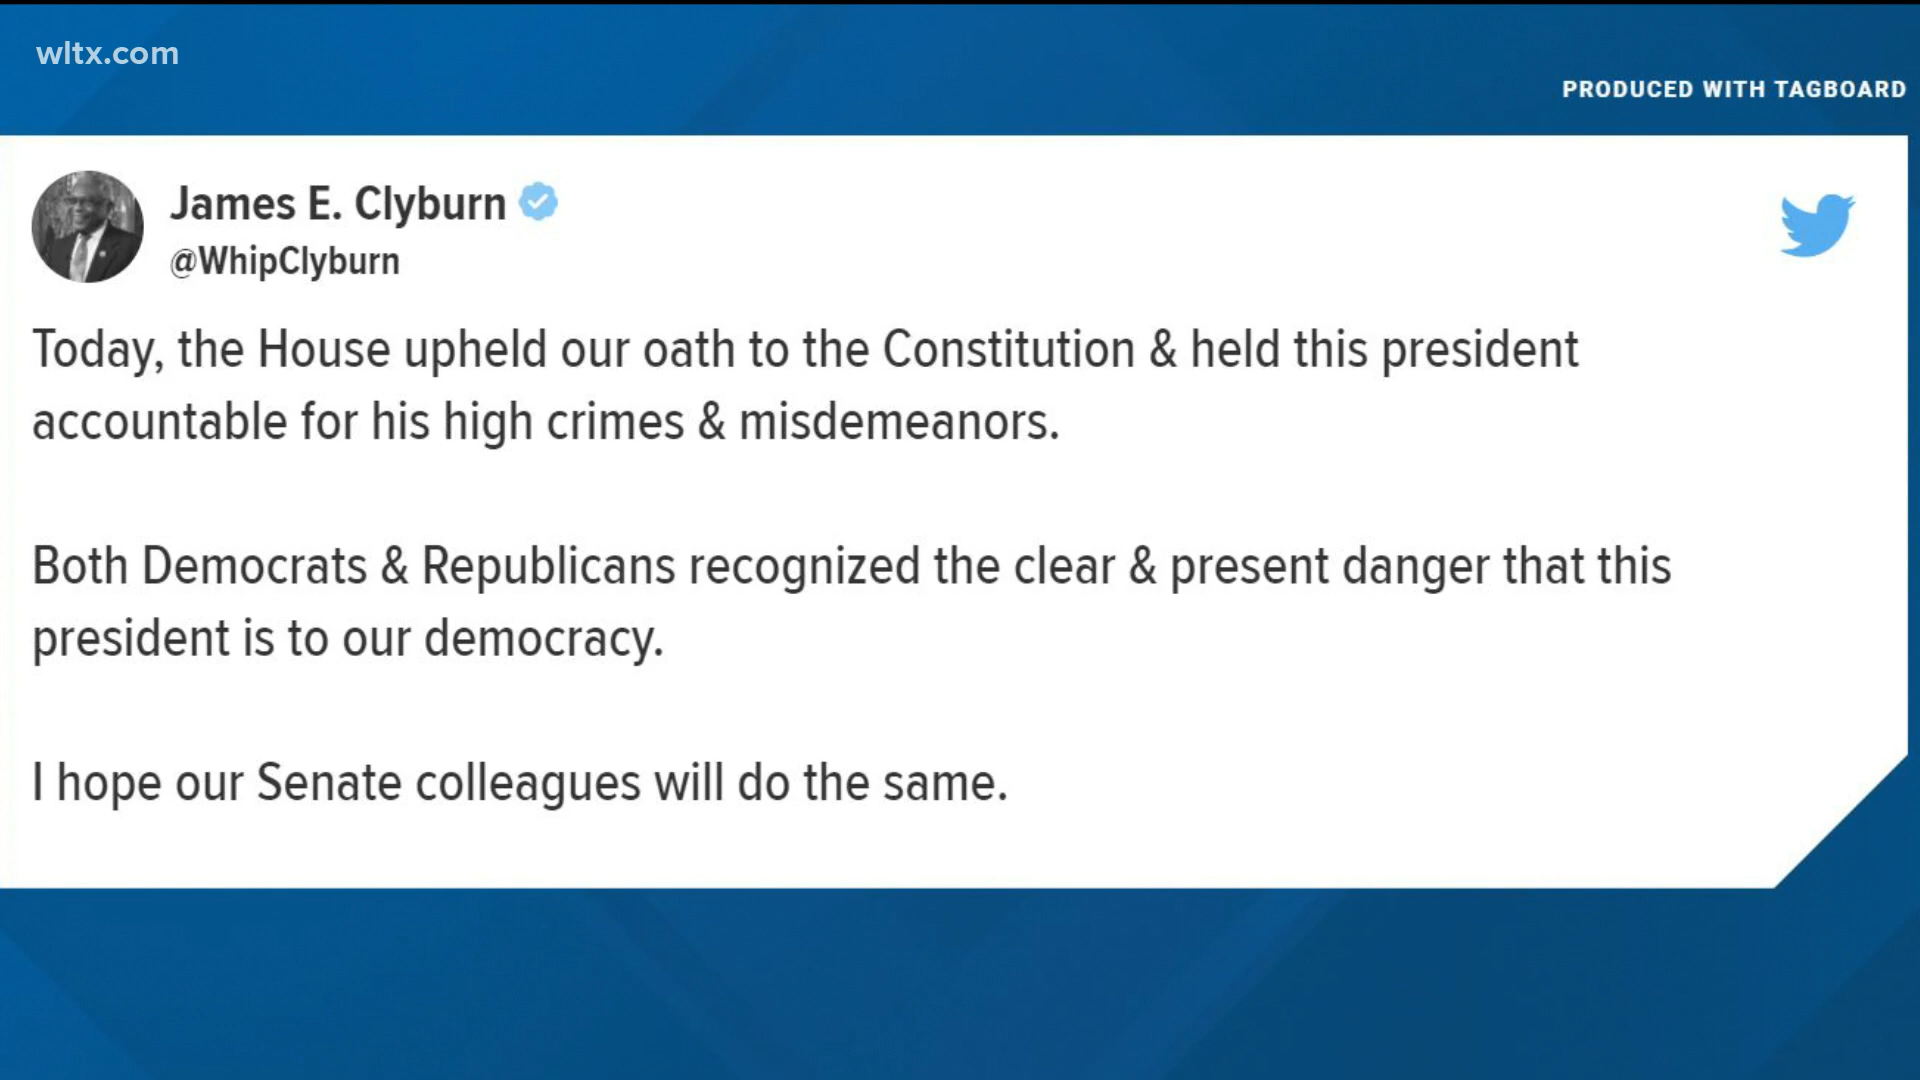 wltx.com
PRODUCED WITH TAGBOARD
James E. Clyburn
@WhipClyburn
Today, the House upheld our oath to the Constitution & held this president
accountable for his high crimes & misdemeanors.
Both Democrats & Republicans recognized the clear & present danger that this
president is to our democracy.
I hope our Senate colleagues will do the same.